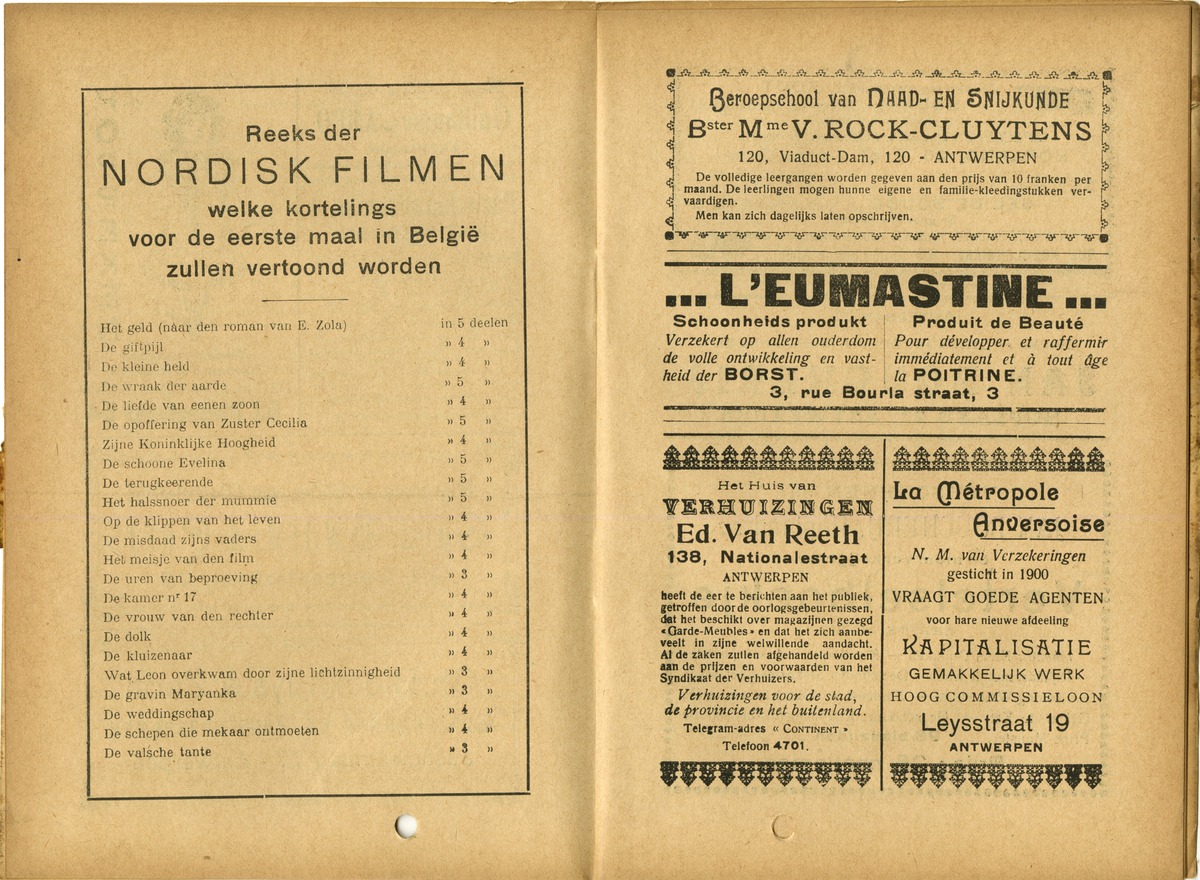 Reeks der
NORDISK FILMEN
welke kortelings
voor de eerste maal in België
zullen vertoond worden
Het geld (nàar den roman van E. Zola) in 5 deelen
De giftpijl » 4 »
De kleine held » 4 »
De wraak der aarde » 5 »
De liefde van eenen zoon » 4 »
De opoffering van Zuster Cecilia » 5 »
Zijne Koninklijke Hoogheid » 4 »
De schoone Evelina » 5 »
De terugkeerende » 5 »
Het halssnoer der mummie » 5 »
Op de klippen van het leven » 4 »
De misdaad zijns vaders » 4 »
Het meisje van den film » 4 »
De uren van beproeving » 3 »
De kamer nr 17 » 4 »
De vrouw van den rechter » 4 »
De dolk » 4 »
De kluizenaar » 4 »
Wat Leon overkwam door zijne lichtzinnigheid » 3 »
De gravin Maryanka » 3 »
De weddingschap » 4 »
De schepen die mekaar ontmoeten » 4 »
De valsche tante » 3 »
Beroepschool van NAAD- EN SNIJKUNDE
Bster Mme V. ROCK-CLUYTENS
120, Viaduct-Dam, 120 - ANTWERPEN
De volledige leergangen worden gegeven aan den prijs van 10 franken per
maand. De leerlingen mogen hunne eigene en familie-kleedingstukken ver-
vaardigen.
Men kan zich dagelijks laten opschrijven.
... L'EUMASTINE ...
Schoonheids produkt
Verzekert op allen ouderdom
de volle ontwikkeling en vast-
heid der BORST.
Produit de Beauté
Pour développer et raffermir
immédiatement et à tout âge
la POITRINE.
3, rue Bourla straat, 3
Het Huis van
VERHUIZINGEN
Ed. Van Reeth
138, Nationalestraat
ANTWERPEN
heeft de eer te berichten aan het publiek,
getroffen door de oorlogsgebeurtenissen,
dat het beschikt over magazijnen gezegd
«Garde-Meubles» en dat het zich aanbe-
veelt in zijne welwillende aandacht.
Al de zaken zullen afgehandeld worden
aan de prijzen en voorwaarden van het
Syndikaat der Verhuizers.
Verhuizingen voor de stad,
de provincie en het buitenland.
Telegram-adres « CONTINENT »
Telefoon 4701.
La Métropole
Anversoise
N. M. van Verzekeringen
gesticht in 1900
VRAAGT GOEDE AGENTEN
voor hare nieuwe afdeeling
KAPITALISATIE
GEMAKKELIJK WERK
HOOG COMMISSIELOON
Leysstraat 19
ANTWERPEN